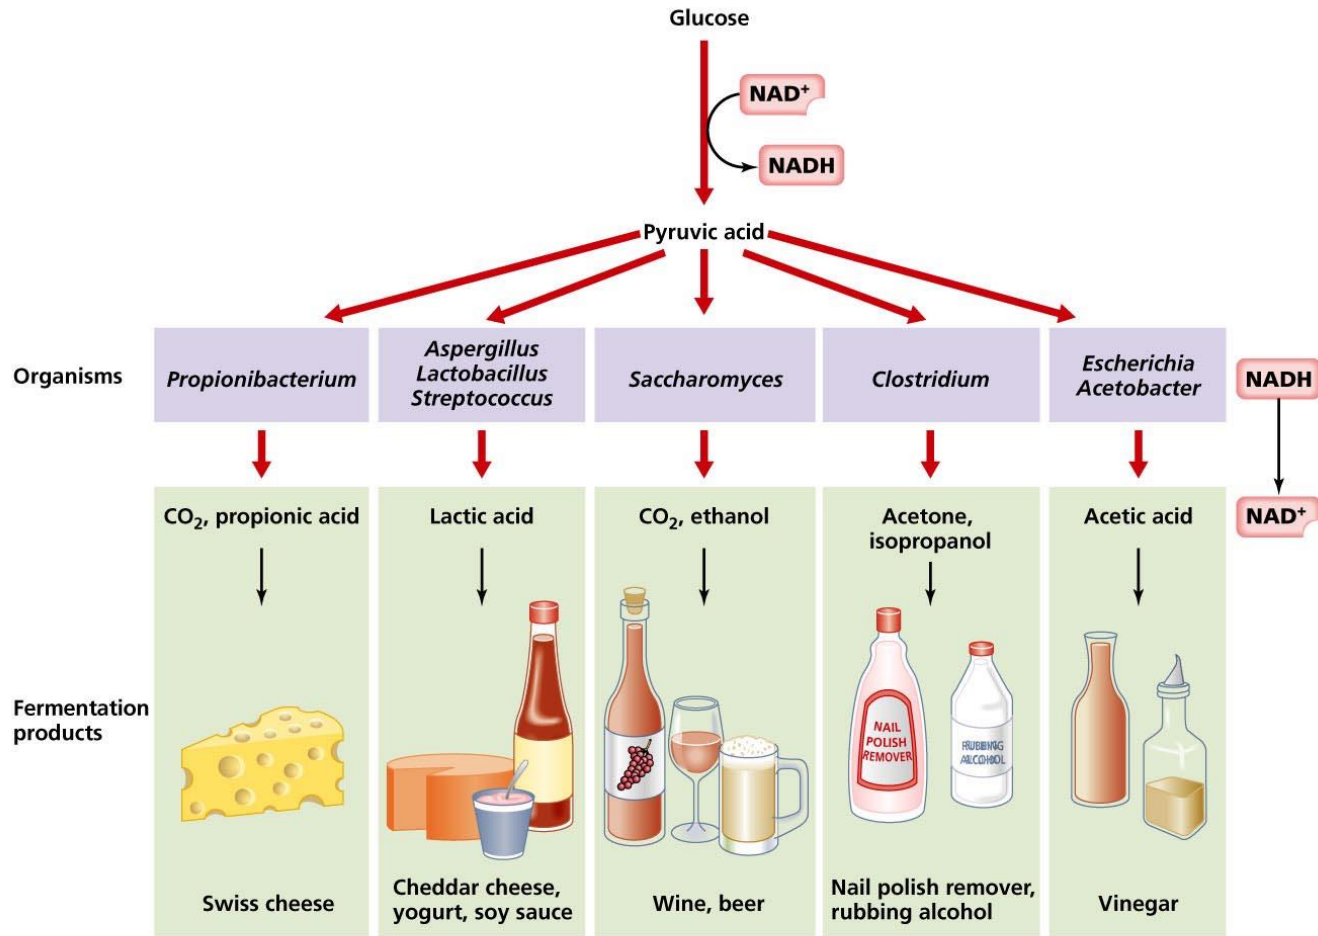 Glucose
NAD⁺
NADH
Pyruvic acid
Organisms
Propionibacterium
Aspergillus
Lactobacillus
Streptococcus
Saccharomyces
Clostridium
Escherichia
Acetobacter
NADH
NAD⁺
CO₂, propionic acid
Lactic acid
CO₂, ethanol
Acetone,
isopropanol
Acetic acid
Fermentation
products
NAIL
POLISH
REMOVER
RUBBING
ALCOHOL
Swiss cheese
Cheddar cheese,
yogurt, soy sauce
Wine, beer
Nail polish remover,
rubbing alcohol
Vinegar